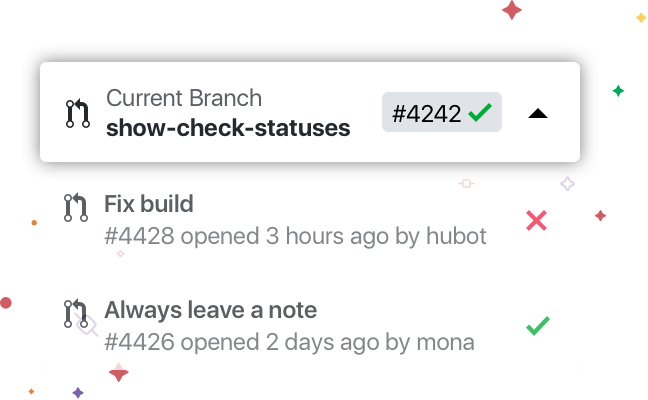 Current Branch
show-check-statuses
#4242
Fix build
#4428 opened 3 hours ago by hubot
Always leave a note
#4426 opened 2 days ago by mona